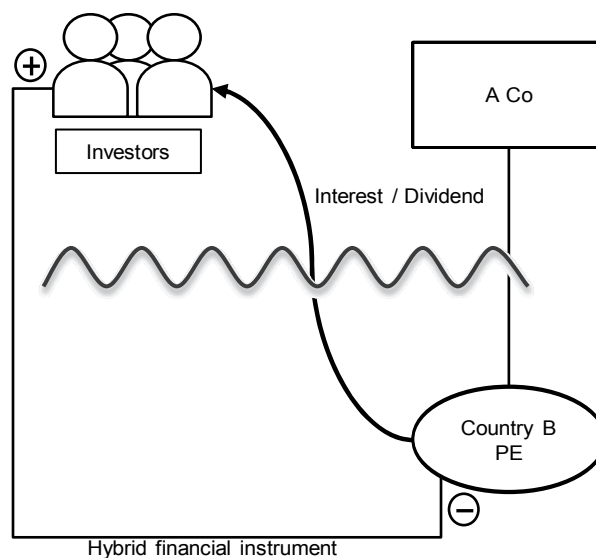 +
A Co
Investors
Interest / Dividend
Country B
PE
−
Hybrid financial instrument